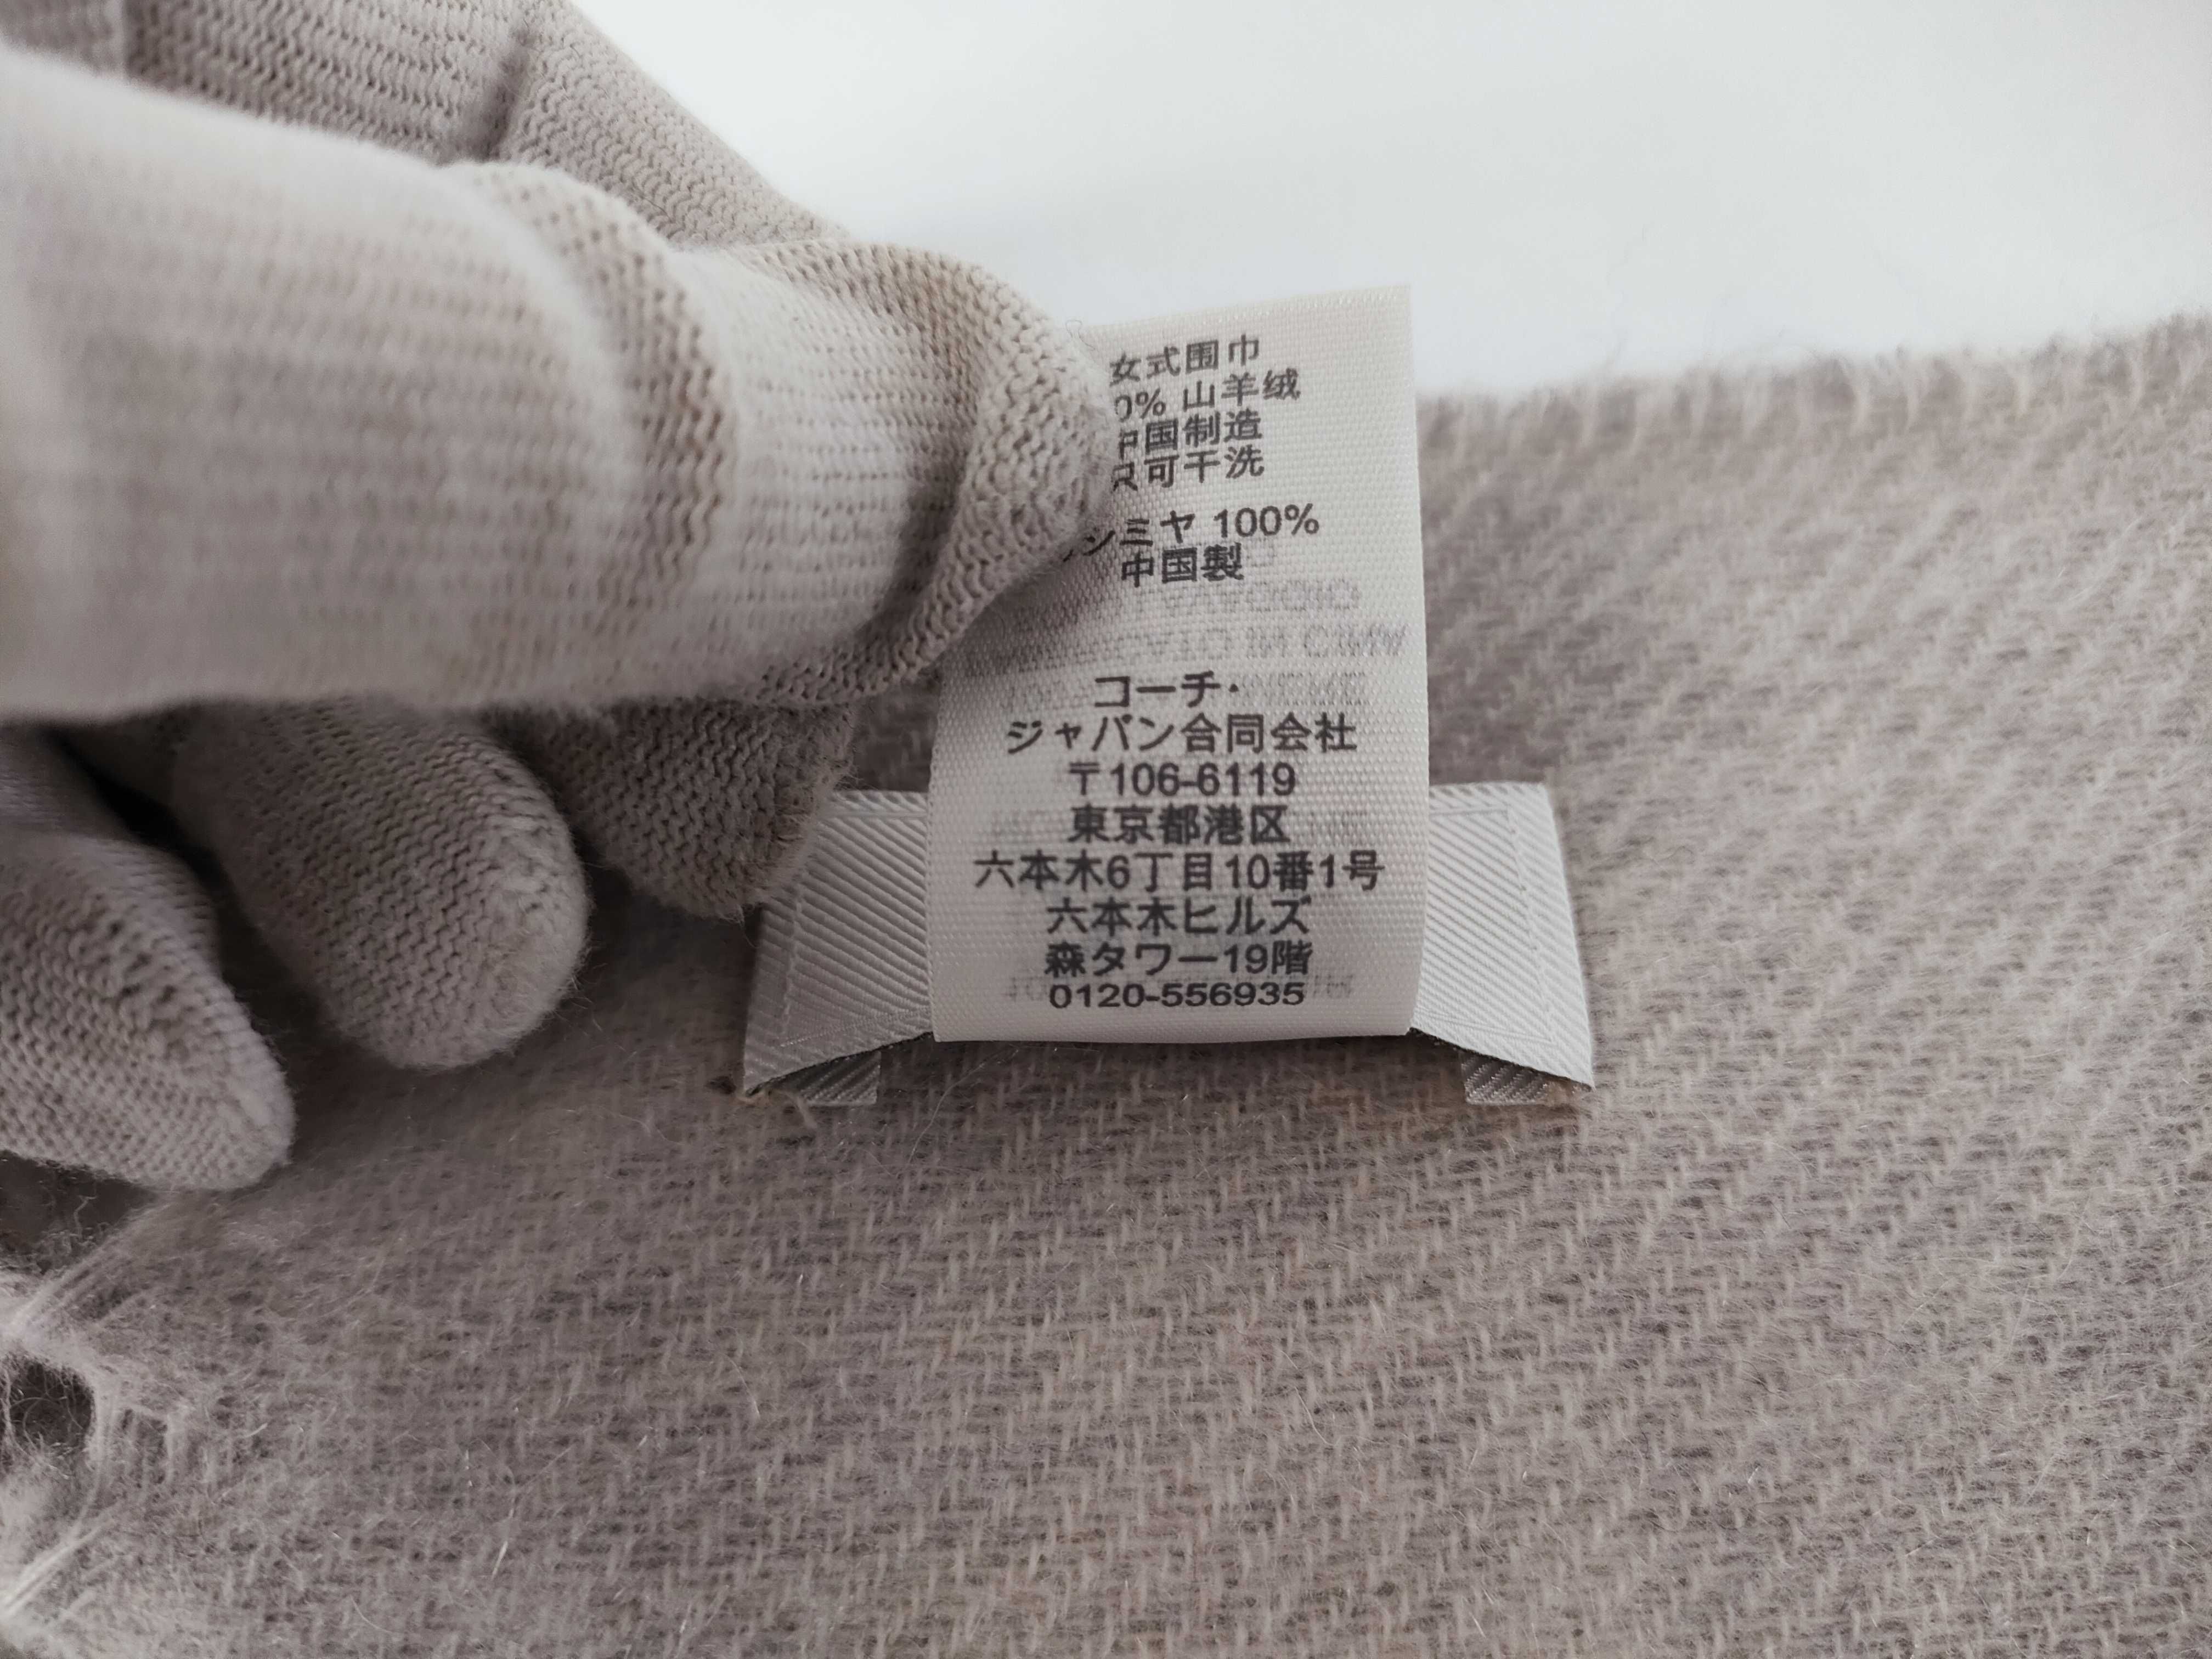 女式围巾
0% 山羊绒
中国制造
只可干洗
シミヤ 100%
中国製
コーチ・
ジャパン合同会社
〒106-6119
東京都港区
六本木6丁目10番1号
六本木ヒルズ
森タワー19階
0120-556935